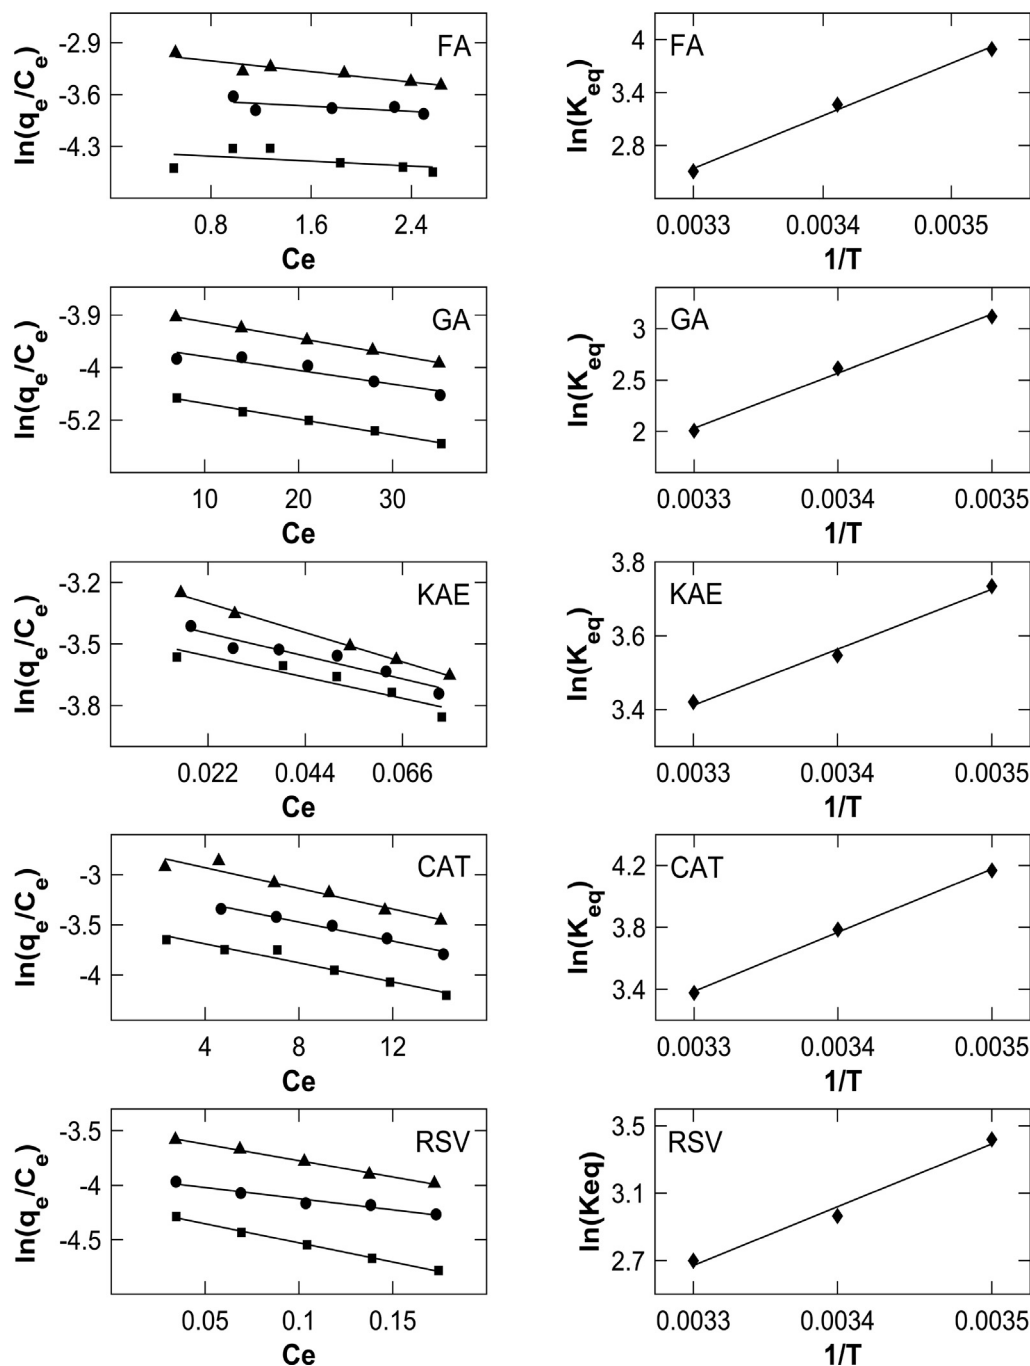 ln(qe/Ce)
-2.9
-3.6
-4.3
FA
0.8 1.6 2.4
Ce
ln(Keq)
4
3.4
2.8
FA
0.0033 0.0034 0.0035
1/T
ln(qe/Ce)
-3.9
-4
-5.2
GA
10 20 30
Ce
ln(Keq)
3
2.5
2
GA
0.0033 0.0034 0.0035
1/T
ln(qe/Ce)
-3.2
-3.5
-3.8
KAE
0.022 0.044 0.066
Ce
ln(Keq)
3.8
3.6
3.4
KAE
0.0033 0.0034 0.0035
1/T
ln(qe/Ce)
-3
-3.5
-4
CAT
4 8 12
Ce
ln(Keq)
4.2
3.8
3.4
CAT
0.0033 0.0034 0.0035
1/T
ln(qe/Ce)
-3.5
-4
-4.5
RSV
0.05 0.1 0.15
Ce
ln(Keq)
3.5
3.1
2.7
RSV
0.0033 0.0034 0.0035
1/T